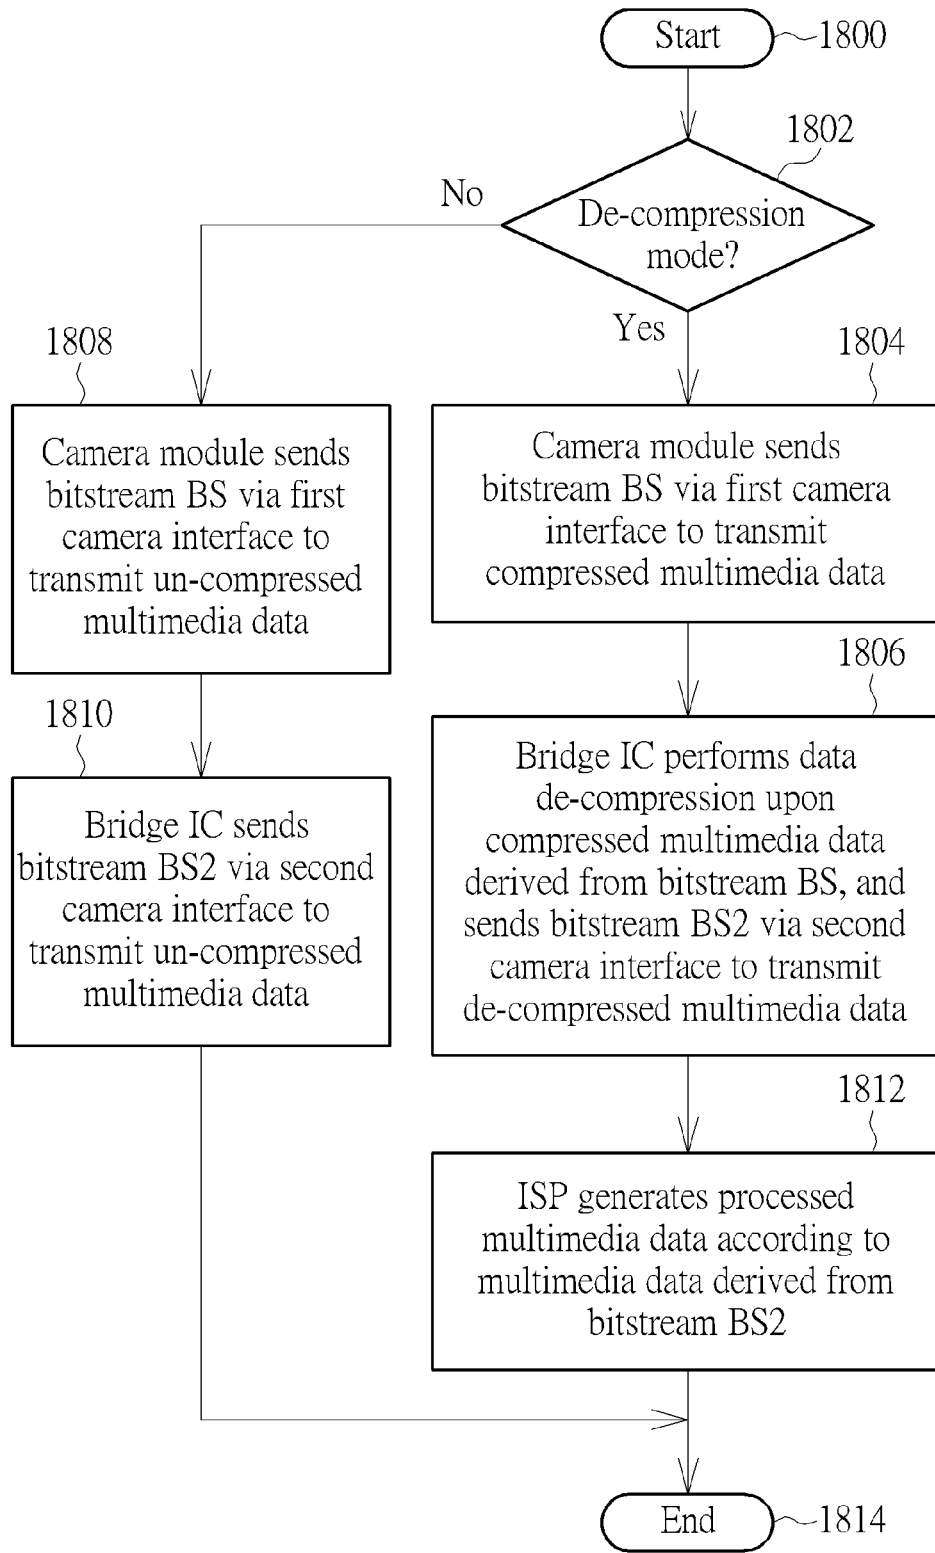 Start
1800
1802
No
De-compression
mode?
Yes
1808
1804
Camera module sends
bitstream BS via first
camera interface to
transmit un-compressed
multimedia data
Camera module sends
bitstream BS via first camera
interface to transmit
compressed multimedia data
1810
1806
Bridge IC sends
bitstream BS2 via second
camera interface to
transmit un-compressed
multimedia data
Bridge IC performs data
de-compression upon
compressed multimedia data
derived from bitstream BS, and
sends bitstream BS2 via second
camera interface to transmit
de-compressed multimedia data
1812
ISP generates processed
multimedia data according to
multimedia data derived from
bitstream BS2
End
1814